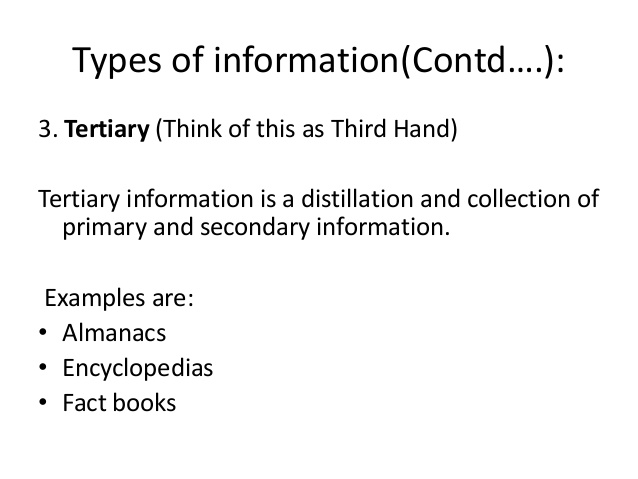 Types of information(Contd….):
3. Tertiary (Think of this as Third Hand)
Tertiary information is a distillation and collection of
primary and secondary information.
Examples are:
• Almanacs
• Encyclopedias
• Fact books